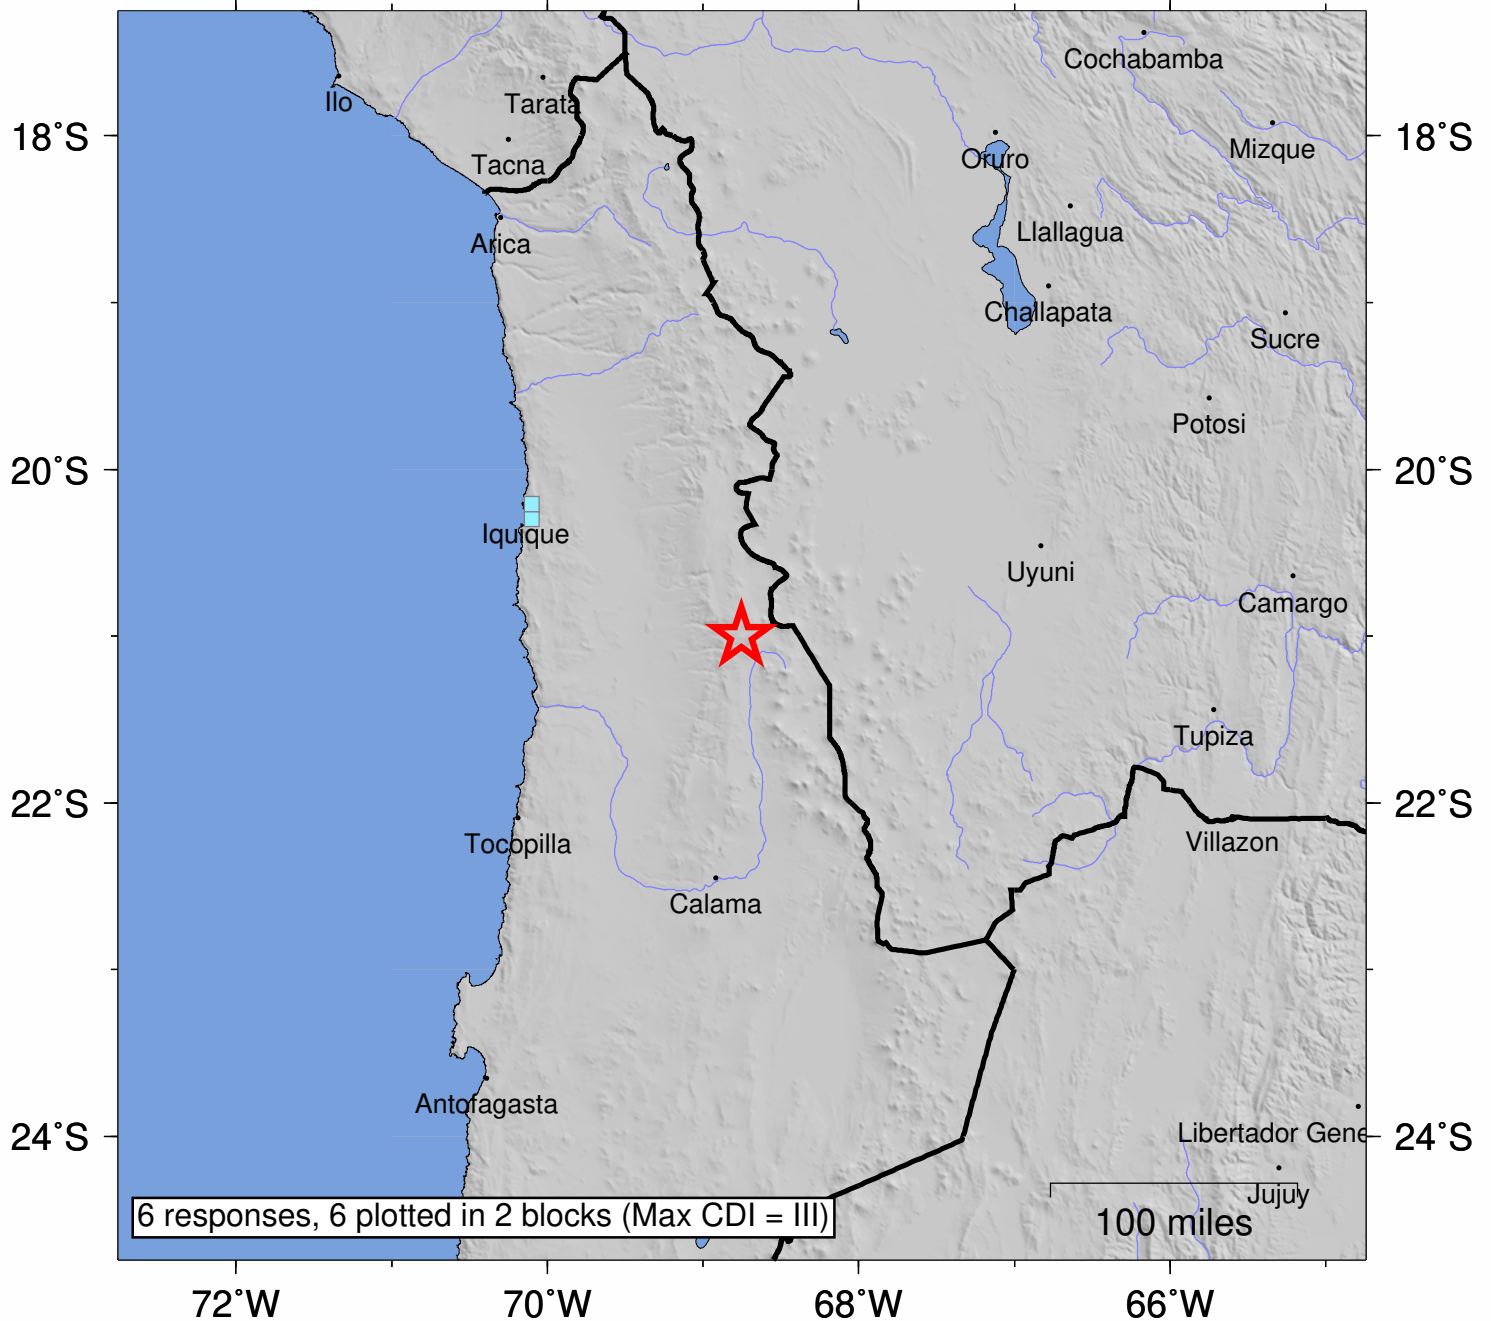 Cochabamba
Ilo
Tarata
18°S
18°S
Mizque
Oruro
Tacna
Llallagua
Arica
Challapata
Sucre
Potosi
20°S
20°S
Iquique
Uyuni
Camargo
Tupiza
22°S
22°S
Tocopilla
Villazon
Calama
Antofagasta
24°S
Libertador Gene
24°S
Jujuy
6 responses, 6 plotted in 2 blocks (Max CDI = III)
100 miles
72°W
70°W
68°W
66°W